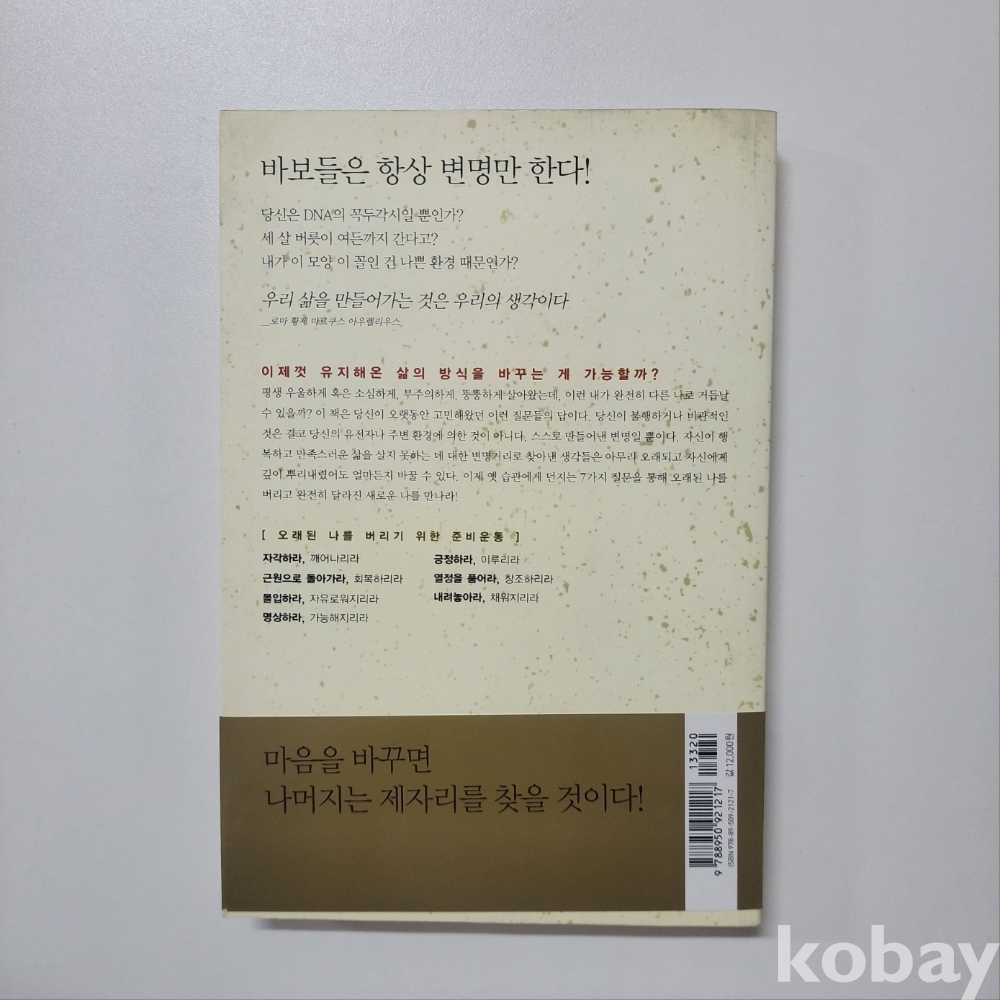 바보들은 항상 변명만 한다!
당신은 DNA의 꼭두각시일 뿐인가?
세 살 버릇이 여든까지 간다고?
내가 이 모양 이 꼴인 건 나쁜 환경 때문인가?
우리 삶을 만들어가는 것은 우리의 생각이다
_로마 황제 마르쿠스 아우렐리우스
이제껏 유지해온 삶의 방식을 바꾸는 게 가능할까?
평생 우울하게 혹은 소심하게, 부주의하게, 뚱뚱하게 살아왔는데, 이런 내가 완전히 다른 나로 거듭날
수 있을까? 이 책은 당신이 오랫동안 고민해왔던 이런 질문들의 답이다. 당신이 불행하거나 비관적인
것은 결코 당신의 유전자나 주변 환경에 의한 것이 아니다. 스스로 만들어낸 변명일 뿐이다. 자신이 행
복하고 만족스러운 삶을 살지 못하는 데 대한 변명거리로 찾아낸 생각들은 아무리 오래되고 자신에게
깊이 뿌리내렸어도 얼마든지 바꿀 수 있다. 이제 옛 습관에게 던지는 7가지 질문을 통해 오래된 나를
버리고 완전히 달라진 새로운 나를 만나라!
[ 오래된 나를 버리기 위한 준비운동 ]
자각하라, 깨어나리라 긍정하라, 이루리라
근원으로 돌아가라, 회복하리라 열정을 품어라, 창조하리라
몰입하라, 자유로워지리라 내려놓아라, 채워지리라
명상하라, 가능해지리라
마음을 바꾸면
나머지는 제자리를 찾을 것이다!
13320
9 788950 921217
ISBN 978-89-509-2121-7
값 12,000원
kobay